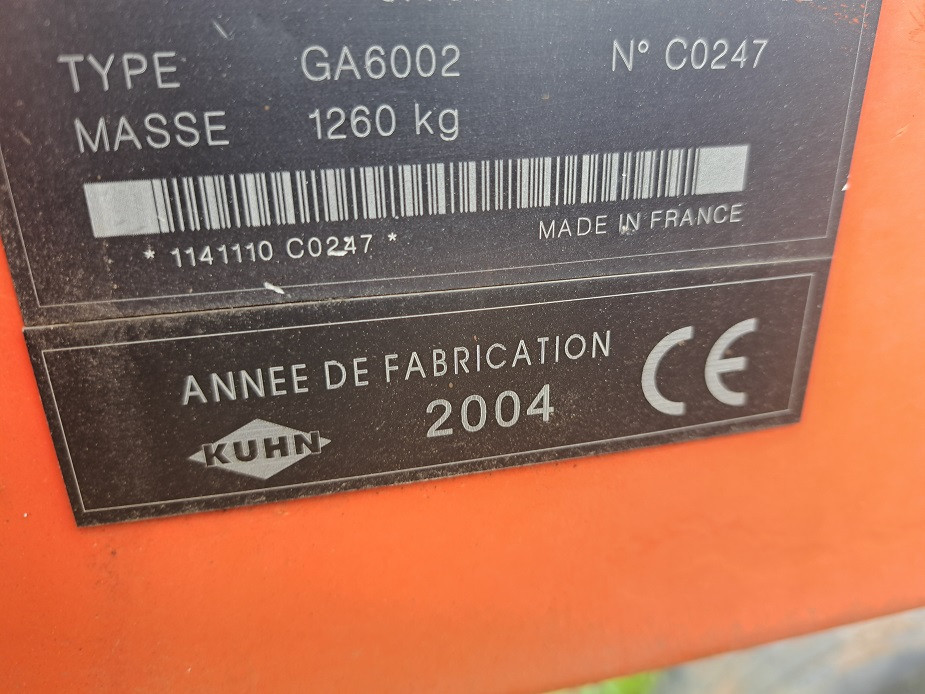 TYPE GA6002 N° C0247
MASSE 1260 kg
* 1141110 C0247 *
MADE IN FRANCE
ANNEE DE FABRICATION
2004
CE
KUHN